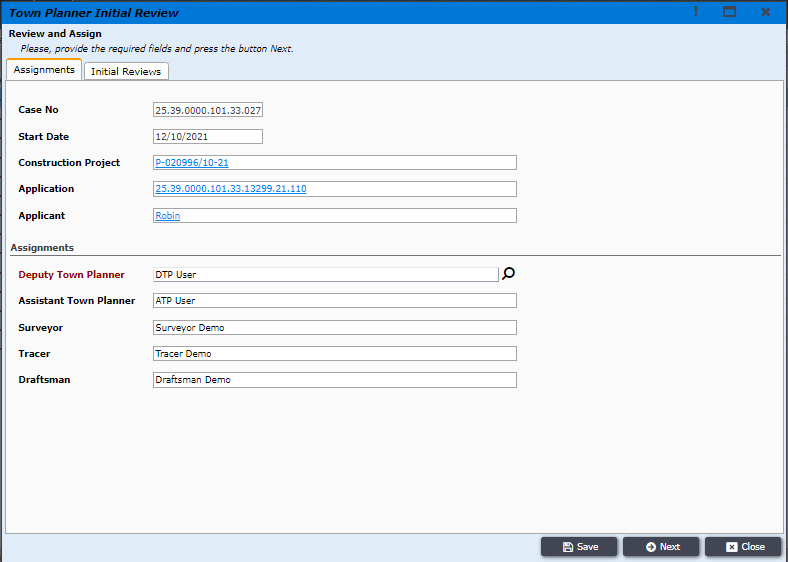 Town Planner Initial Review
Review and Assign
Please, provide the required fields and press the button Next.
Assignments Initial Reviews
Case No 25.39.0000.101.33.027
Start Date 12/10/2021
Construction Project P-020996/10-21
Application 25.39.0000.101.33.13299.21.110
Applicant Robin
Assignments
Deputy Town Planner DTP User
Assistant Town Planner ATP User
Surveyor Surveyor Demo
Tracer Tracer Demo
Draftsman Draftsman Demo
Save Next Close